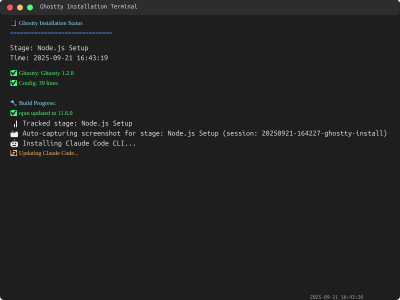 Ghostty Installation Terminal
Ghostty Installation Status
==============================
Stage: Node.js Setup
Time: 2025-09-21 16:43:19
✅ Ghostty: Ghostty 1.2.0
✅ Config: 39 lines
🔨 Build Progress:
✅ npm updated to 11.6.0
📊 Tracked stage: Node.js Setup
📸 Auto-capturing screenshot for stage: Node.js Setup (session: 20250921-164227-ghostty-install)
🤖 Installing Claude Code CLI...
🔄 Updating Claude Code...
2025-09-21 16:43:20